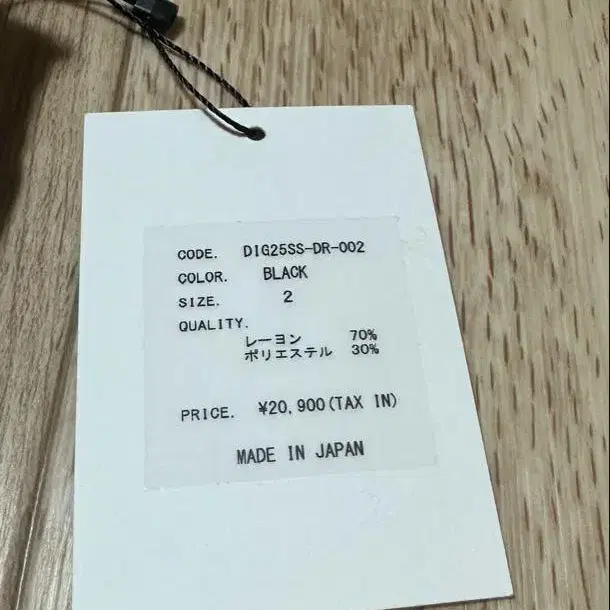 CODE. DIG25SS-DR-002
COLOR. BLACK
SIZE. 2
QUALITY.
レーヨン 70%
ポリエステル 30%
PRICE. ¥20,900(TAX IN)
MADE IN JAPAN